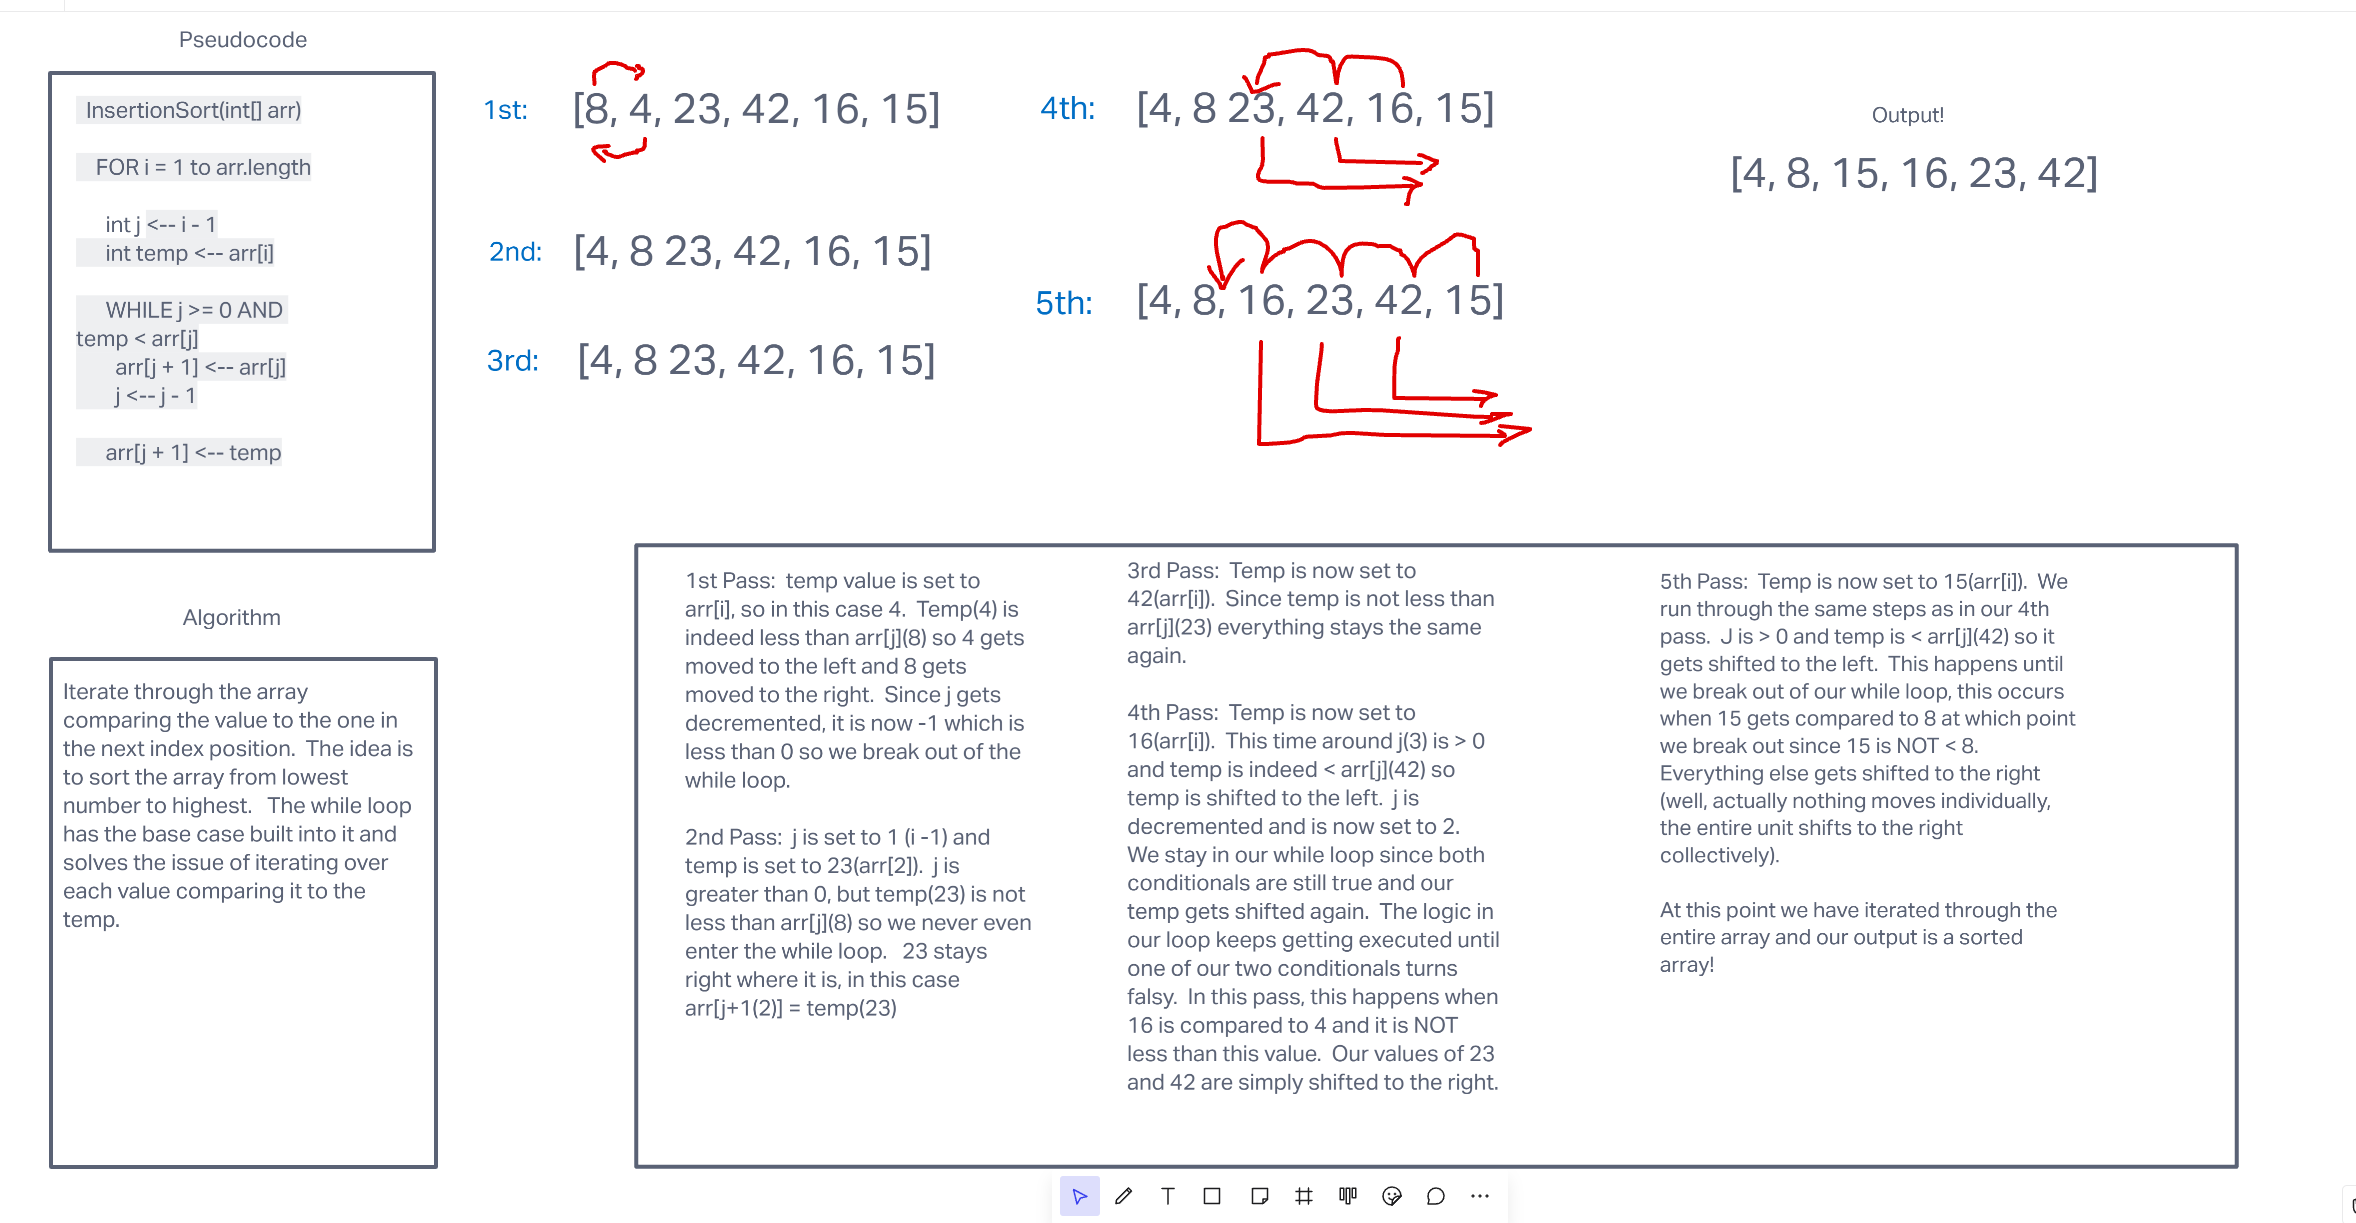 Pseudocode
InsertionSort(int[] arr)
FOR i = 1 to arr.length
int j <-- i - 1
int temp <-- arr[i]
WHILE j >= 0 AND
temp < arr[j]
arr[j + 1] <-- arr[j]
j <-- j - 1
arr[j + 1] <-- temp
1st: [8, 4, 23, 42, 16, 15]
2nd: [4, 8 23, 42, 16, 15]
3rd: [4, 8 23, 42, 16, 15]
4th: [4, 8 23, 42, 16, 15]
5th: [4, 8, 16, 23, 42, 15]
Output!
[4, 8, 15, 16, 23, 42]
Algorithm
Iterate through the array
comparing the value to the one in
the next index position. The idea is
to sort the array from lowest
number to highest. The while loop
has the base case built into it and
solves the issue of iterating over
each value comparing it to the
temp.
1st Pass: temp value is set to
arr[i], so in this case 4. Temp(4) is
indeed less than arr[j](8) so 4 gets
moved to the left and 8 gets
moved to the right. Since j gets
decremented, it is now -1 which is
less than 0 so we break out of the
while loop.
2nd Pass: j is set to 1 (i -1) and
temp is set to 23(arr[2]). j is
greater than 0, but temp(23) is not
less than arr[j](8) so we never even
enter the while loop. 23 stays
right where it is, in this case
arr[j+1(2)] = temp(23)
3rd Pass: Temp is now set to
42(arr[i]). Since temp is not less than
arr[j](23) everything stays the same
again.
4th Pass: Temp is now set to
16(arr[i]). This time around j(3) is > 0
and temp is indeed < arr[j](42) so
temp is shifted to the left. j is
decremented and is now set to 2.
We stay in our while loop since both
conditionals are still true and our
temp gets shifted again. The logic in
our loop keeps getting executed until
one of our two conditionals turns
falsy. In this pass, this happens when
16 is compared to 4 and it is NOT
less than this value. Our values of 23
and 42 are simply shifted to the right.
5th Pass: Temp is now set to 15(arr[i]). We
run through the same steps as in our 4th
pass. J is > 0 and temp is < arr[j](42) so it
gets shifted to the left. This happens until
we break out of our while loop, this occurs
when 15 gets compared to 8 at which point
we break out since 15 is NOT < 8.
Everything else gets shifted to the right
(well, actually nothing moves individually,
the entire unit shifts to the right
collectively).
At this point we have iterated through the
entire array and our output is a sorted
array!